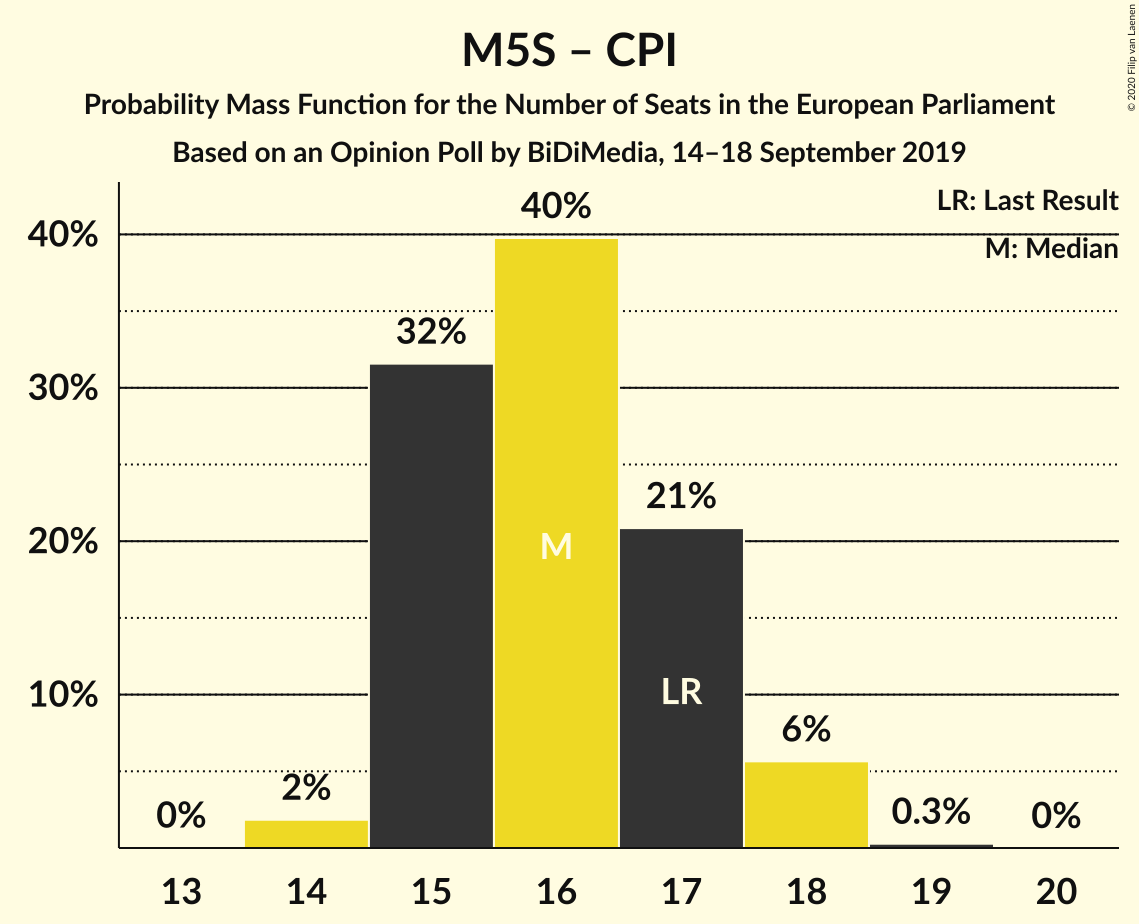 M5S – CPI
Probability Mass Function for the Number of Seats in the European Parliament
Based on an Opinion Poll by BiDiMedia, 14–18 September 2019
© 2020 Filip van Laenen
LR: Last Result
M: Median
40%
30%
20%
10%
0%
2%
32%
40%
21%
6%
0.3%
0%
M
LR
13
14
15
16
17
18
19
20